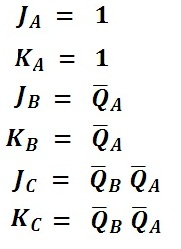 J_A = 1
K_A = 1
J_B = Q̅_A
K_B = Q̅_A
J_C = Q̅_B Q̅_A
K_C = Q̅_B Q̅_A